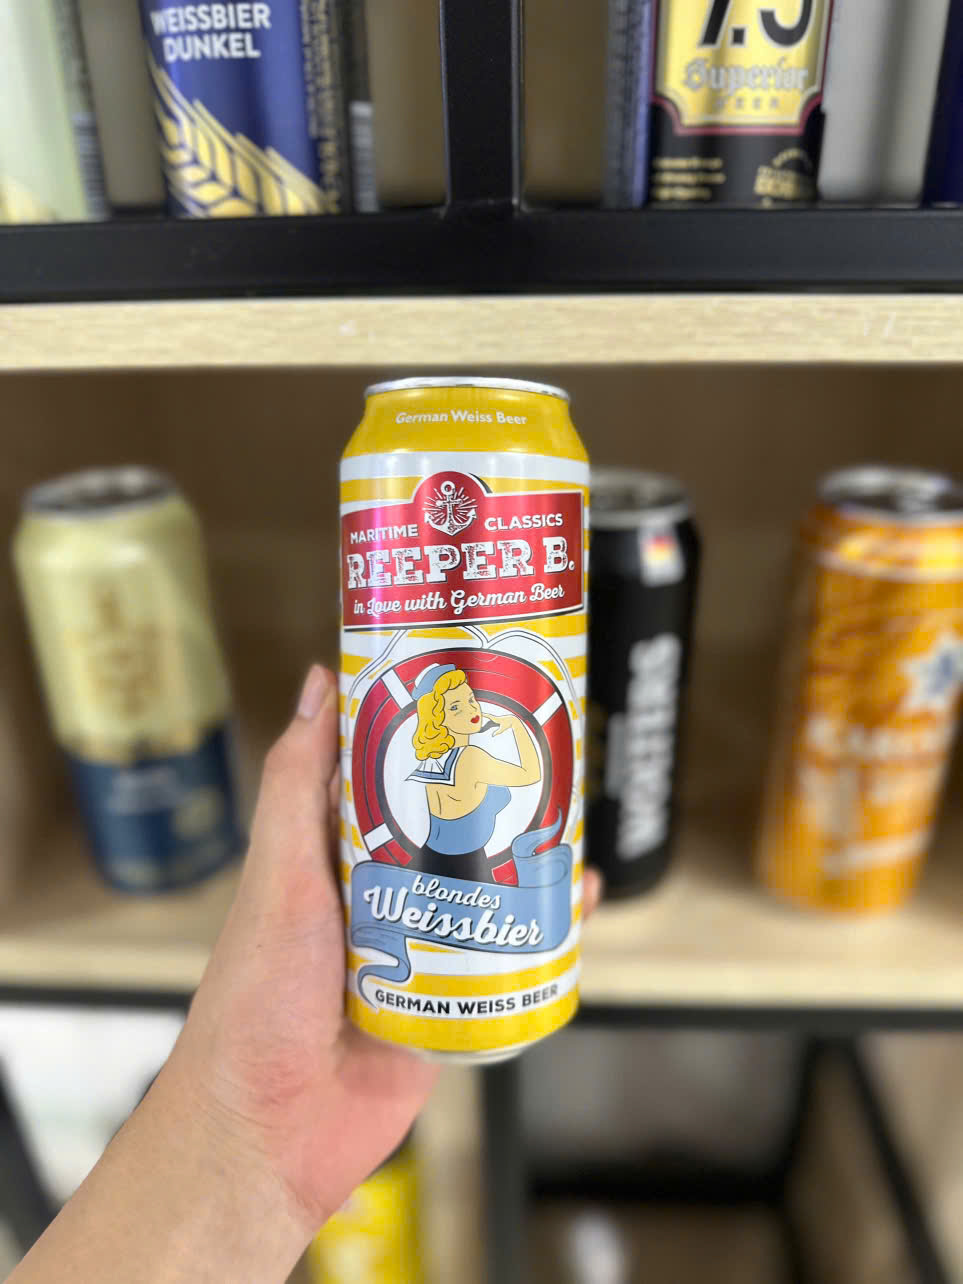 WEISSBIER
DUNKEL
7.5
Superior
BEER
German Weiss Beer
MARITIME CLASSICS
REEPER B.
in Love with German Beer
blondes
Weissbier
GERMAN WEISS BEER